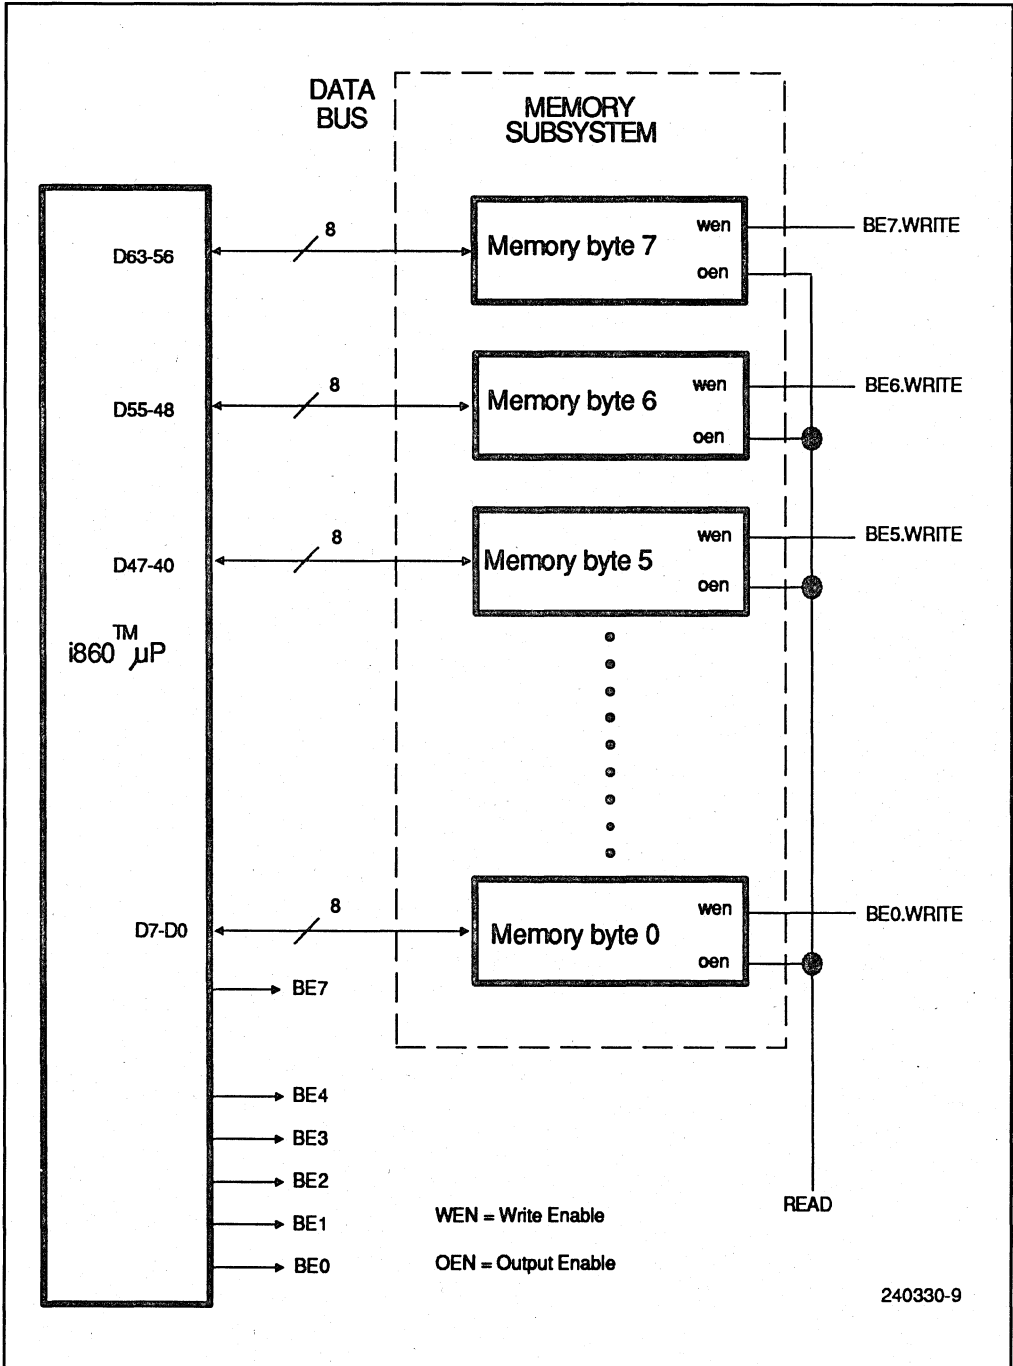 DATA
BUS
MEMORY
SUBSYSTEM
D63-56
8
Memory byte 7
wen
oen
BE7.WRITE
D55-48
8
Memory byte 6
wen
oen
BE6.WRITE
D47-40
8
Memory byte 5
wen
oen
BE5.WRITE
i860™ µP
D7-D0
8
Memory byte 0
wen
oen
BE0.WRITE
BE7
BE4
BE3
BE2
BE1
BE0
READ
WEN = Write Enable
OEN = Output Enable
240330-9